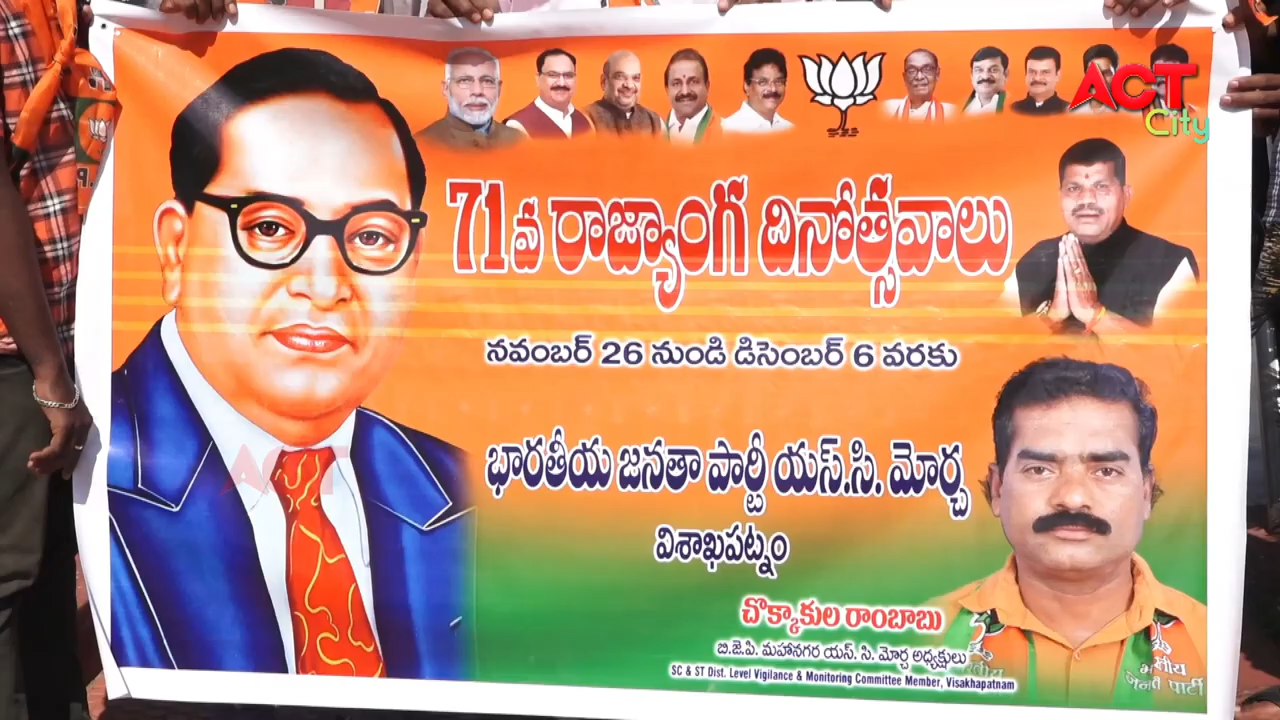 ACT
City
71వ రాజ్యాంగ దినోత్సవాలు
నవంబర్ 26 నుండి డిసెంబర్ 6 వరకు
భారతీయ జనతా పార్టీ యస్.సి. మోర్చ
విశాఖపట్నం
చొక్కాకుల రాంబాబు
బి.జె.పి. మహానగర యస్. సి. మోర్చ అధ్యక్షులు
SC & ST Dist. Level Vigilance & Monitoring Committee Member, Visakhapatnam
ACT